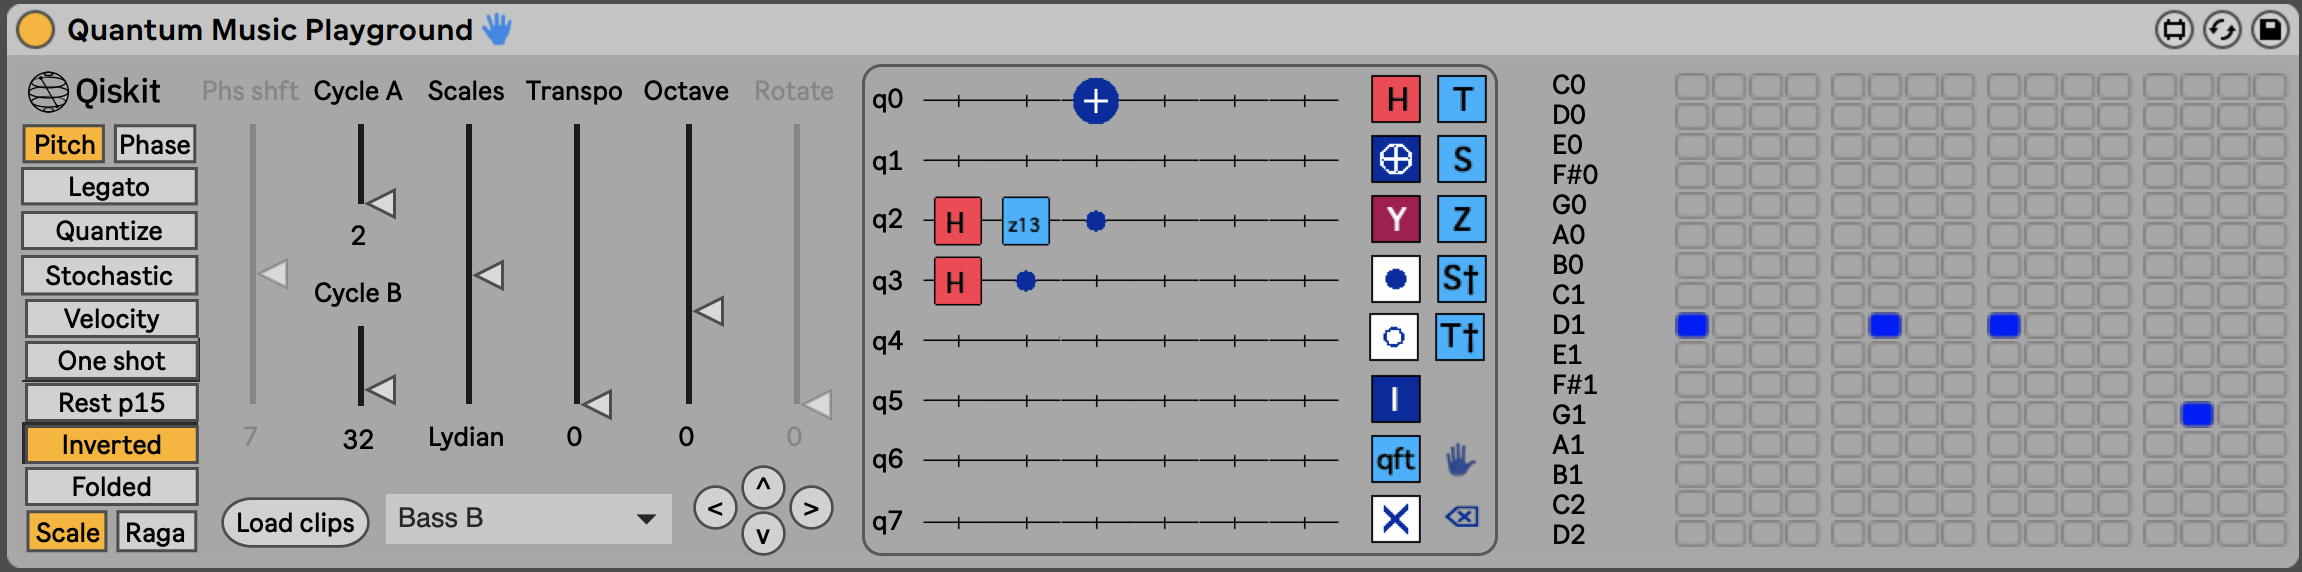 Quantum Music Playground
Qiskit
Phs shft Cycle A Scales Transpo Octave Rotate
Pitch Phase
Legato
Quantize
Stochastic
Velocity
One shot
Rest p15
Inverted
Folded
Scale Raga
2
Cycle B
7 32 Lydian 0 0 0
Load clips Bass B < ^ v >
q0 + H T
q1 S
q2 H z13 Y Z
q3 H S†
q4 T†
q5 I
q6 qft
q7
C0
D0
E0
F#0
G0
A0
B0
C1
D1
E1
F#1
G1
A1
B1
C2
D2